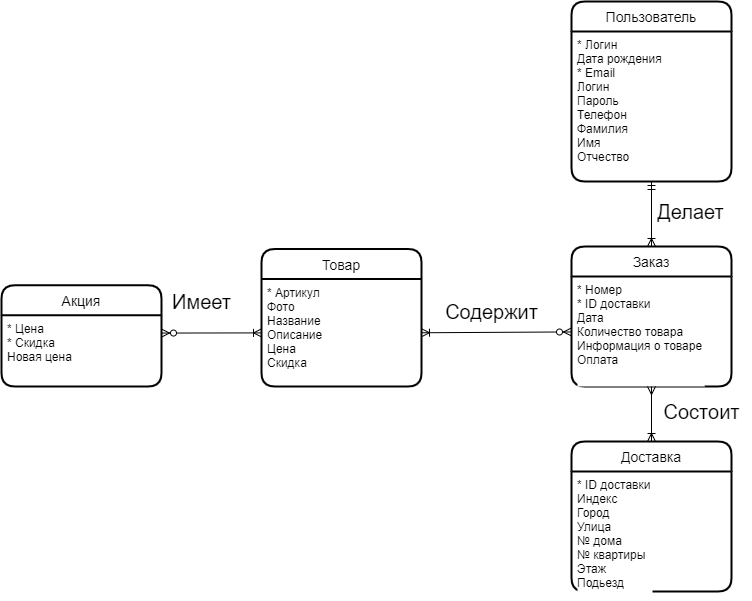 Пользователь
* Логин
Дата рождения
* Email
Логин
Пароль
Телефон
Фамилия
Имя
Отчество
Делает
Заказ
* Номер
* ID доставки
Дата
Количество товара
Информация о товаре
Оплата
Содержит
Товар
* Артикул
Фото
Название
Описание
Цена
Скидка
Имеет
Акция
* Цена
* Скидка
Новая цена
Состоит
Доставка
* ID доставки
Индекс
Город
Улица
№ дома
№ квартиры
Этаж
Подьезд